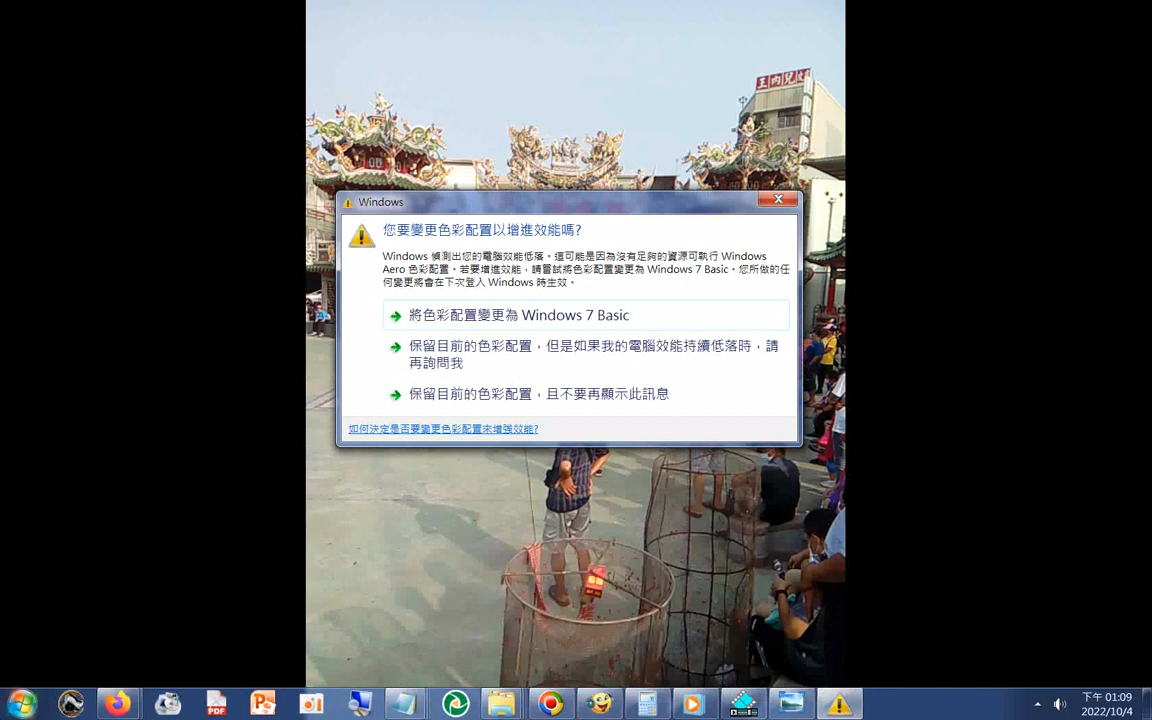 王肉兒
Windows
您要變更色彩配置以增進效能嗎?
Windows 偵測出您的電腦效能低落。這可能是因為沒有足夠的資源可執行 Windows
Aero 色彩配置。若要增進效能，請嘗試將色彩配置變更為 Windows 7 Basic。您所做的任
何變更將會在下次登入 Windows 時生效。
將色彩配置變更為 Windows 7 Basic
保留目前的色彩配置，但是如果我的電腦效能持續低落時，請
再詢問我
保留目前的色彩配置，且不要再顯示此訊息
如何決定是否要變更色彩配置來增強效能?
PDF
下午 01:09
2022/10/4